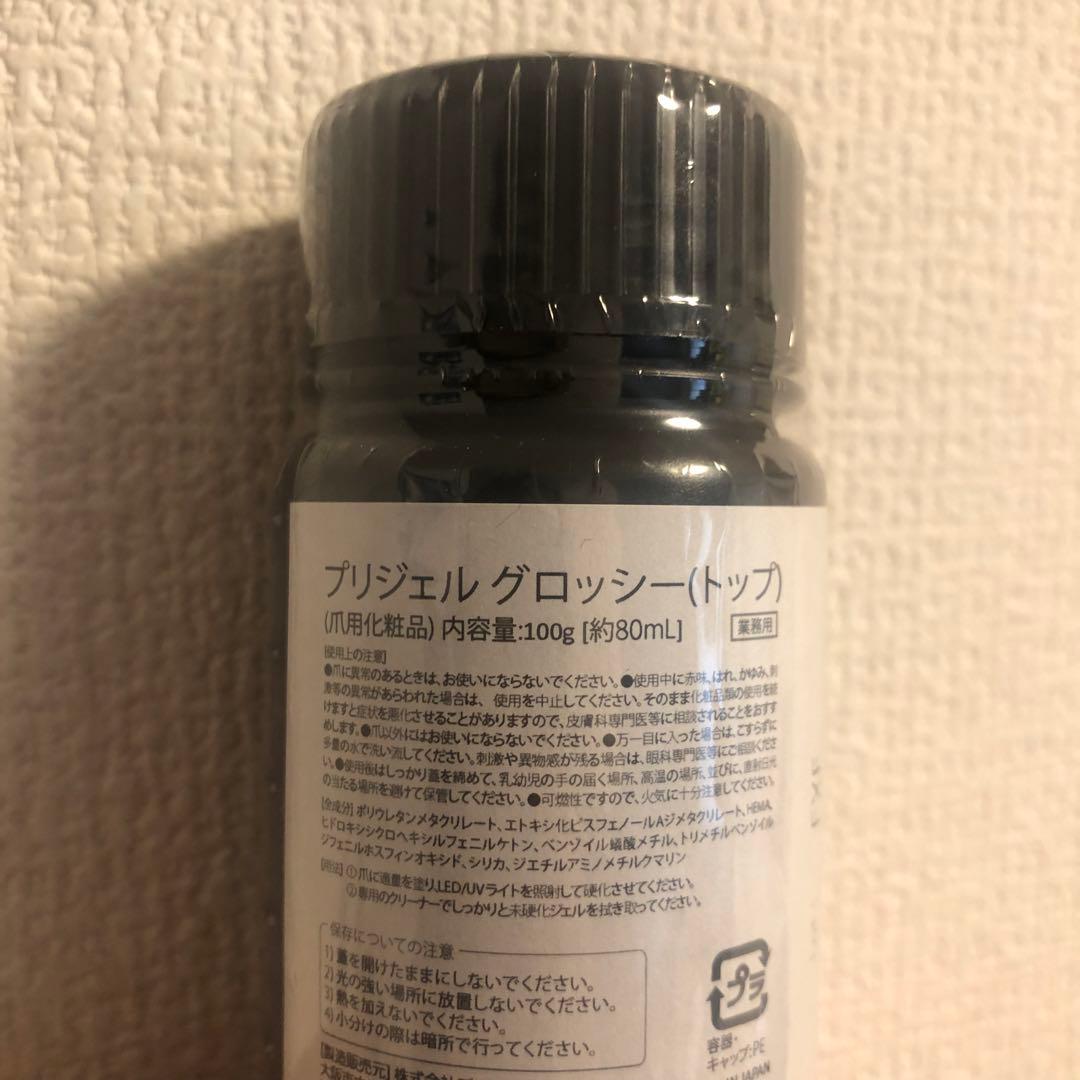 プリジェル グロッシー(トップ)
(爪用化粧品) 内容量:100g [約80mL] 業務用
[使用上の注意]
●爪に異常のあるときは、お使いにならないでください。●使用中に赤味、はれ、かゆみ、刺
激等の異常があらわれた場合は、使用を中止してください。そのまま化粧品類の使用を続
けますと症状を悪化させることがありますので、皮膚科専門医等に相談されることをおすす
めします。●爪以外にはお使いにならないでください。●万一目に入った場合は、こすらずに
多量の水で洗い流してください。刺激や異物感が残る場合は、眼科専門医等にご相談くださ
い。●使用後はしっかり蓋を締めて、乳幼児の手の届く場所、高温の場所、並びに、直射日光
の当たる場所を避けて保管してください。●可燃性ですので、火気に十分注意してください。
[全成分] ポリウレタンメタクリレート、エトキシ化ビスフェノールAジメタクリレート、HEMA、
ヒドロキシシクロヘキシルフェニルケトン、ベンゾイル蟻酸メチル、トリメチルベンゾイル
ジフェニルホスフィンオキシド、シリカ、ジエチルアミノメチルクマリン
[用法] ①爪に適量を塗り、LED/UVライトを照射して硬化させてください。
②専用のクリーナーでしっかりと未硬化ジェルを拭き取ってください。
保存についての注意
1) 蓋を開けたままにしないでください。
2) 光の強い場所に放置しないでください。
3) 熱を加えないでください。
4) 小分けの際は暗所で行ってください。
プラ
容器・
キャップ:PE
JAPAN
[製造販売元] 株式会社